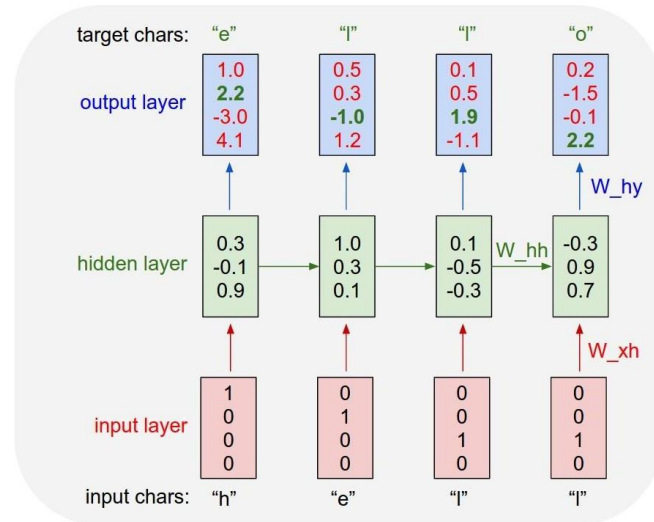 target chars: “e” “l” “l” “o”
1.0 0.5 0.1 0.2
2.2 0.3 0.5 -1.5
output layer
-3.0 -1.0 1.9 -0.1
4.1 1.2 -1.1 2.2
W_hy
0.3 1.0 0.1 -0.3
W_hh
hidden layer -0.1 0.3 -0.5 0.9
0.9 0.1 -0.3 0.7
W_xh
1 0 0 0
0 1 0 0
input layer
0 0 1 1
0 0 0 0
input chars: “h” “e” “l” “l”